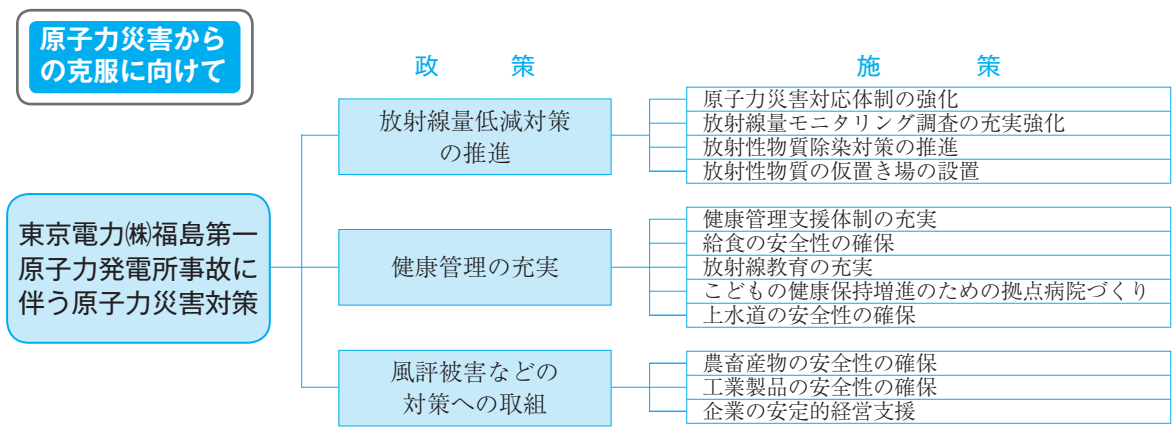 原子力災害から
の克服に向けて
政策
施策
東京電力㈱福島第一
原子力発電所事故に
伴う原子力災害対策
放射線量低減対策
の推進
原子力災害対応体制の強化
放射線量モニタリング調査の充実強化
放射性物質除染対策の推進
放射性物質の仮置き場の設置
健康管理の充実
健康管理支援体制の充実
給食の安全性の確保
放射線教育の充実
こどもの健康保持増進のための拠点病院づくり
上水道の安全性の確保
風評被害などの
対策への取組
農畜産物の安全性の確保
工業製品の安全性の確保
企業の安定的経営支援